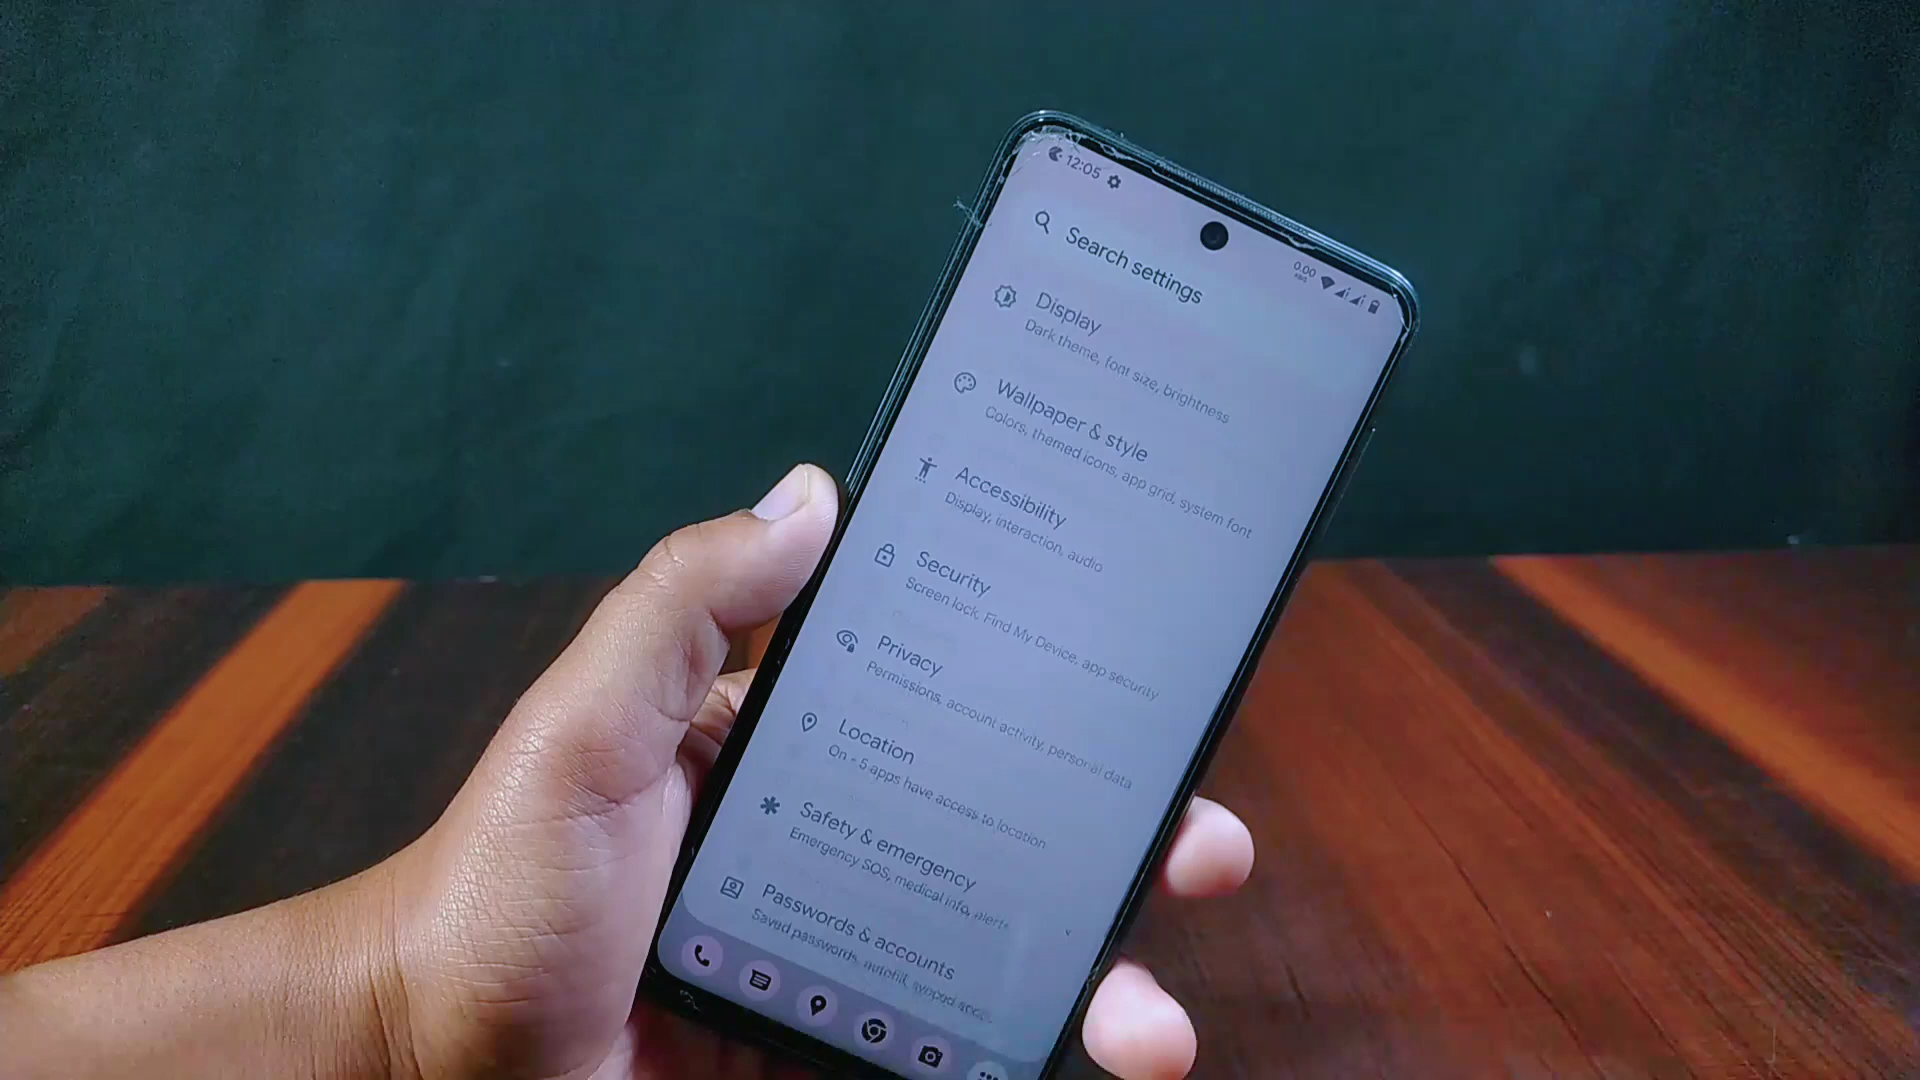 12:05
0.00
Search settings
Display
Dark theme, font size, brightness
Wallpaper & style
Colors, themed icons, app grid, system font
Accessibility
Display, interaction, audio
Security
Screen lock, Find My Device, app security
Privacy
Permissions, account activity, personal data
Location
On - 5 apps have access to location
Safety & emergency
Emergency SOS, medical info, alerts
Passwords & accounts
Saved passwords, autofill, synced